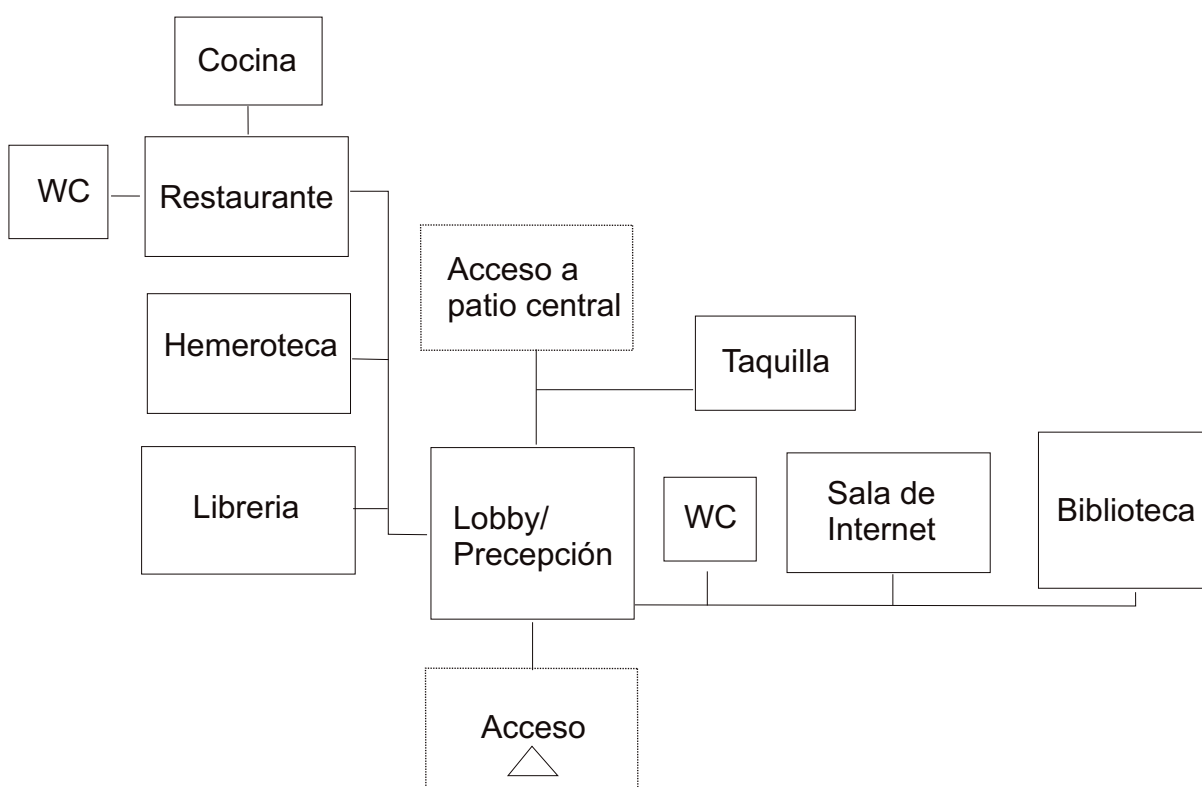 Cocina
WC
Restaurante
Acceso a
patio central
Hemeroteca
Taquilla
Libreria
Lobby/
Precepción
WC
Sala de
Internet
Biblioteca
Acceso